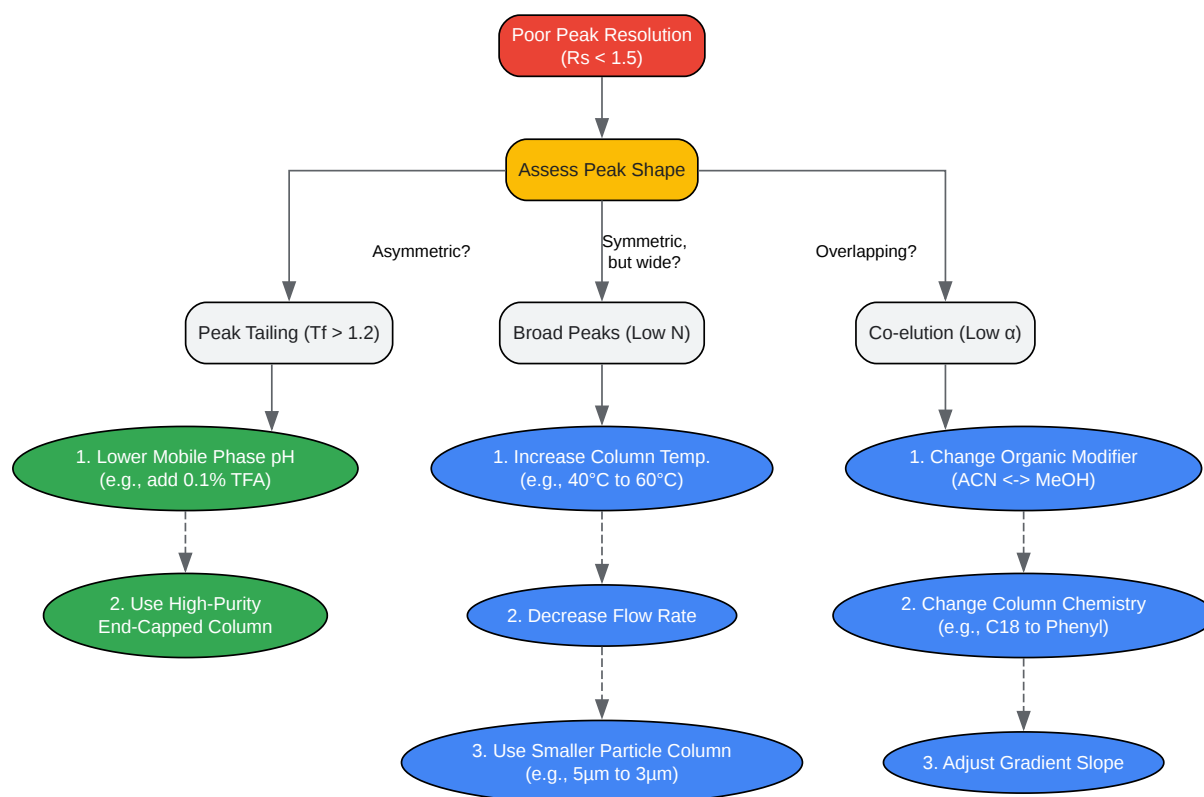 Poor Peak Resolution
(Rs < 1.5)
Assess Peak Shape
Asymmetric?
Symmetric,
but wide?
Overlapping?
Peak Tailing (Tf > 1.2)
Broad Peaks (Low N)
Co-elution (Low α)
1. Lower Mobile Phase pH
(e.g., add 0.1% TFA)
1. Increase Column Temp.
(e.g., 40°C to 60°C)
1. Change Organic Modifier
(ACN <-> MeOH)
2. Use High-Purity
End-Capped Column
2. Decrease Flow Rate
2. Change Column Chemistry
(e.g., C18 to Phenyl)
3. Use Smaller Particle Column
(e.g., 5µm to 3µm)
3. Adjust Gradient Slope